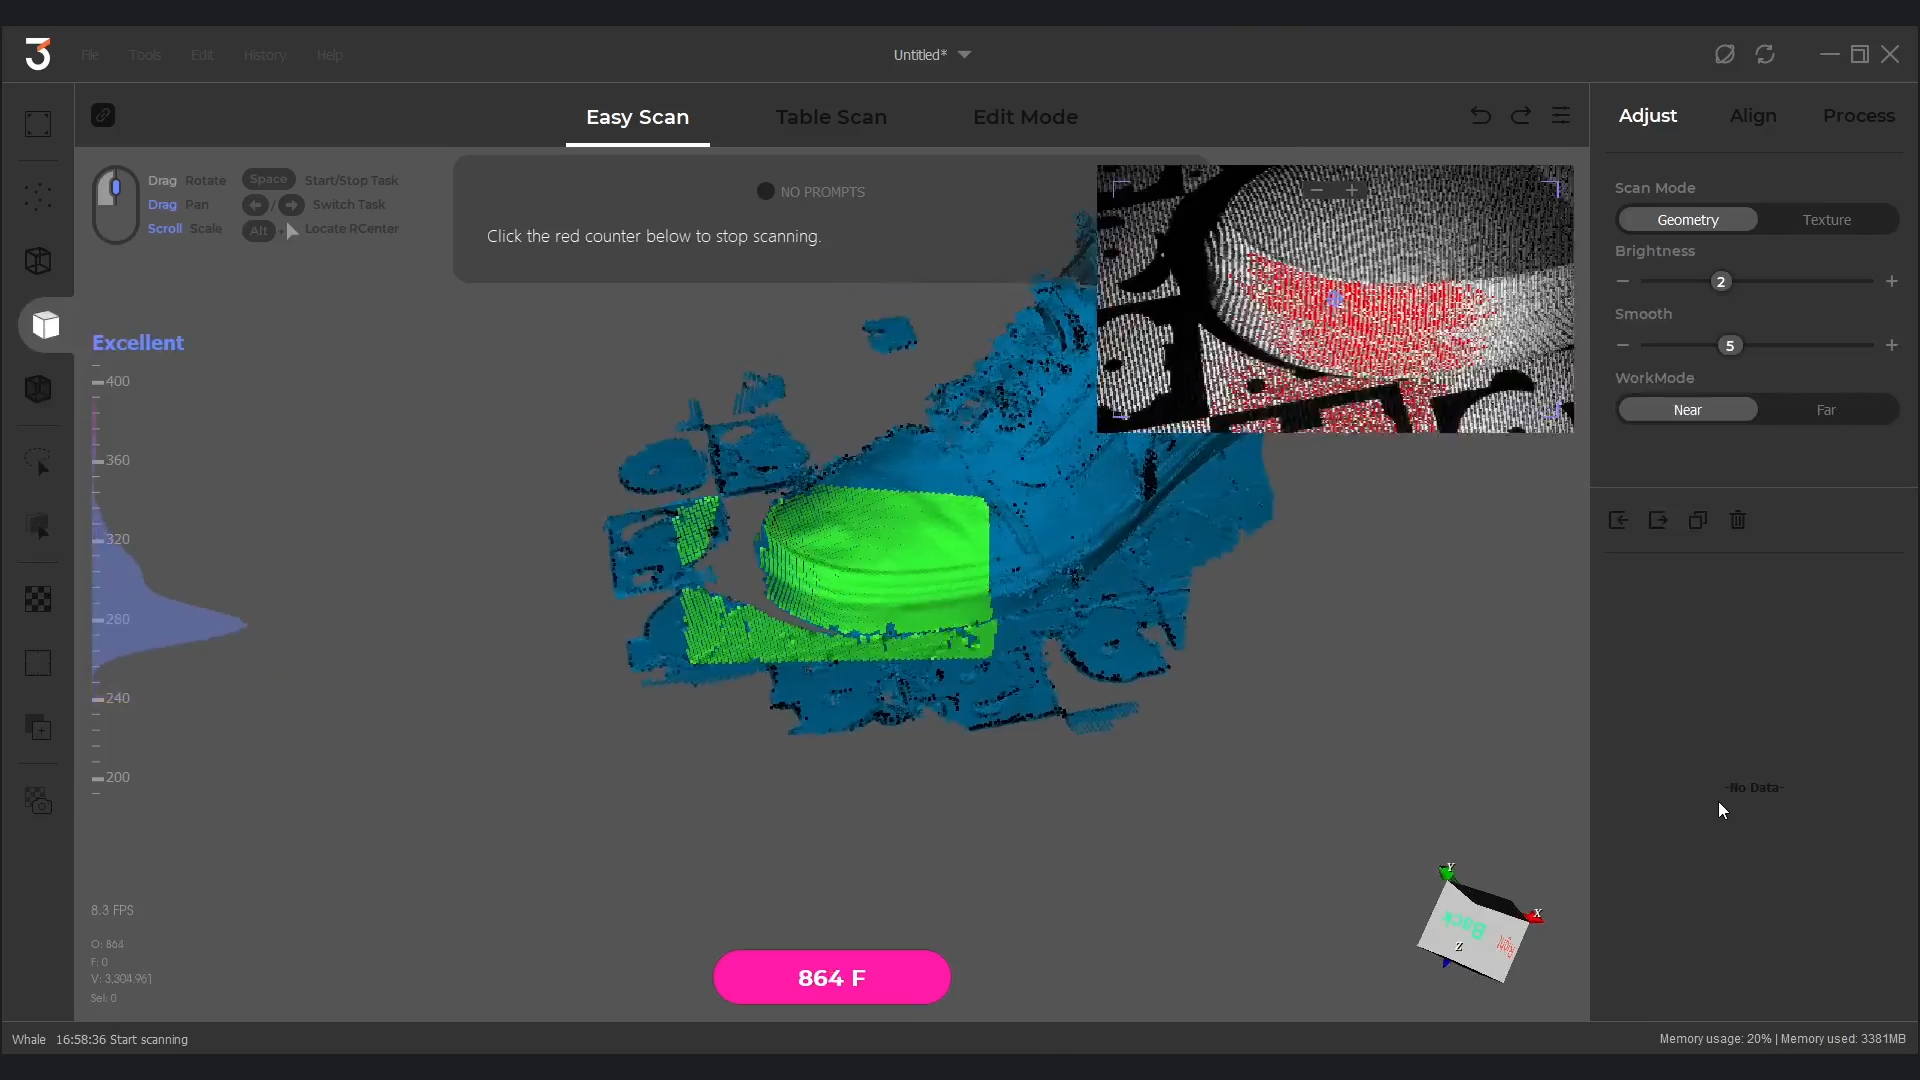 File Tools Edit History Help
Untitled*
Easy Scan Table Scan Edit Mode
Adjust Align Process
Drag Rotate Space Start/Stop Task
Drag Pan / Switch Task
Scroll Scale Alt + Locate RCenter
NO PROMPTS
Click the red counter below to stop scanning.
Scan Mode
Geometry Texture
Brightness
2
Smooth
5
WorkMode
Near Far
Excellent
400
360
320
280
240
200
-No Data-
8.3 FPS
O: 864
F: 0
V: 3,304,961
Sel: 0
864 F
Y
X
Back
Right
Z
Whale 16:58:36 Start scanning
Memory usage: 20% | Memory used: 3381MB